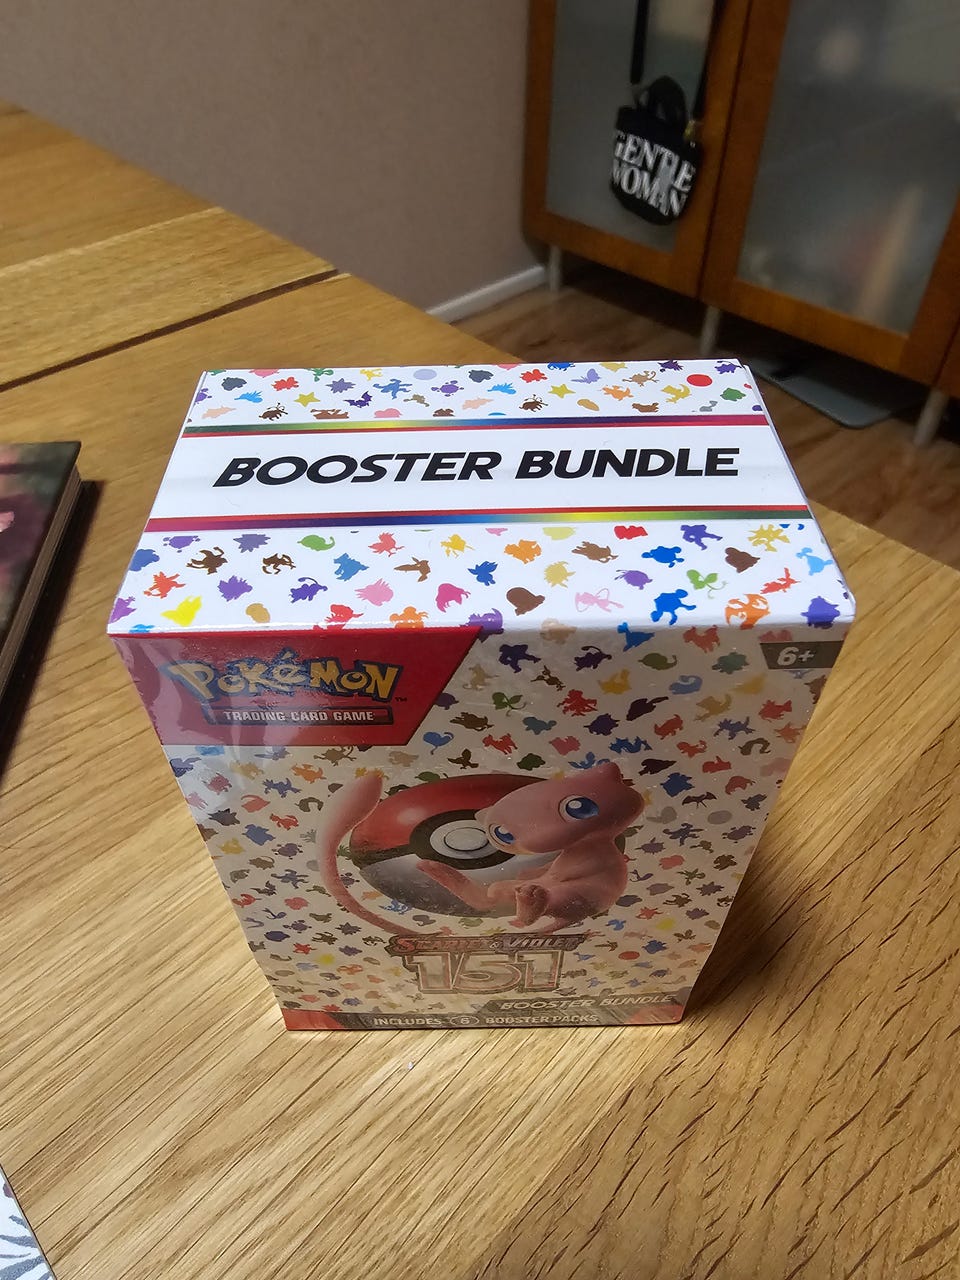 GENTLE
WOMAN
BOOSTER BUNDLE
POKéMON
TRADING CARD GAME
6+
SCARLET & VIOLET
151
BOOSTER BUNDLE
INCLUDES 6 BOOSTER PACKS